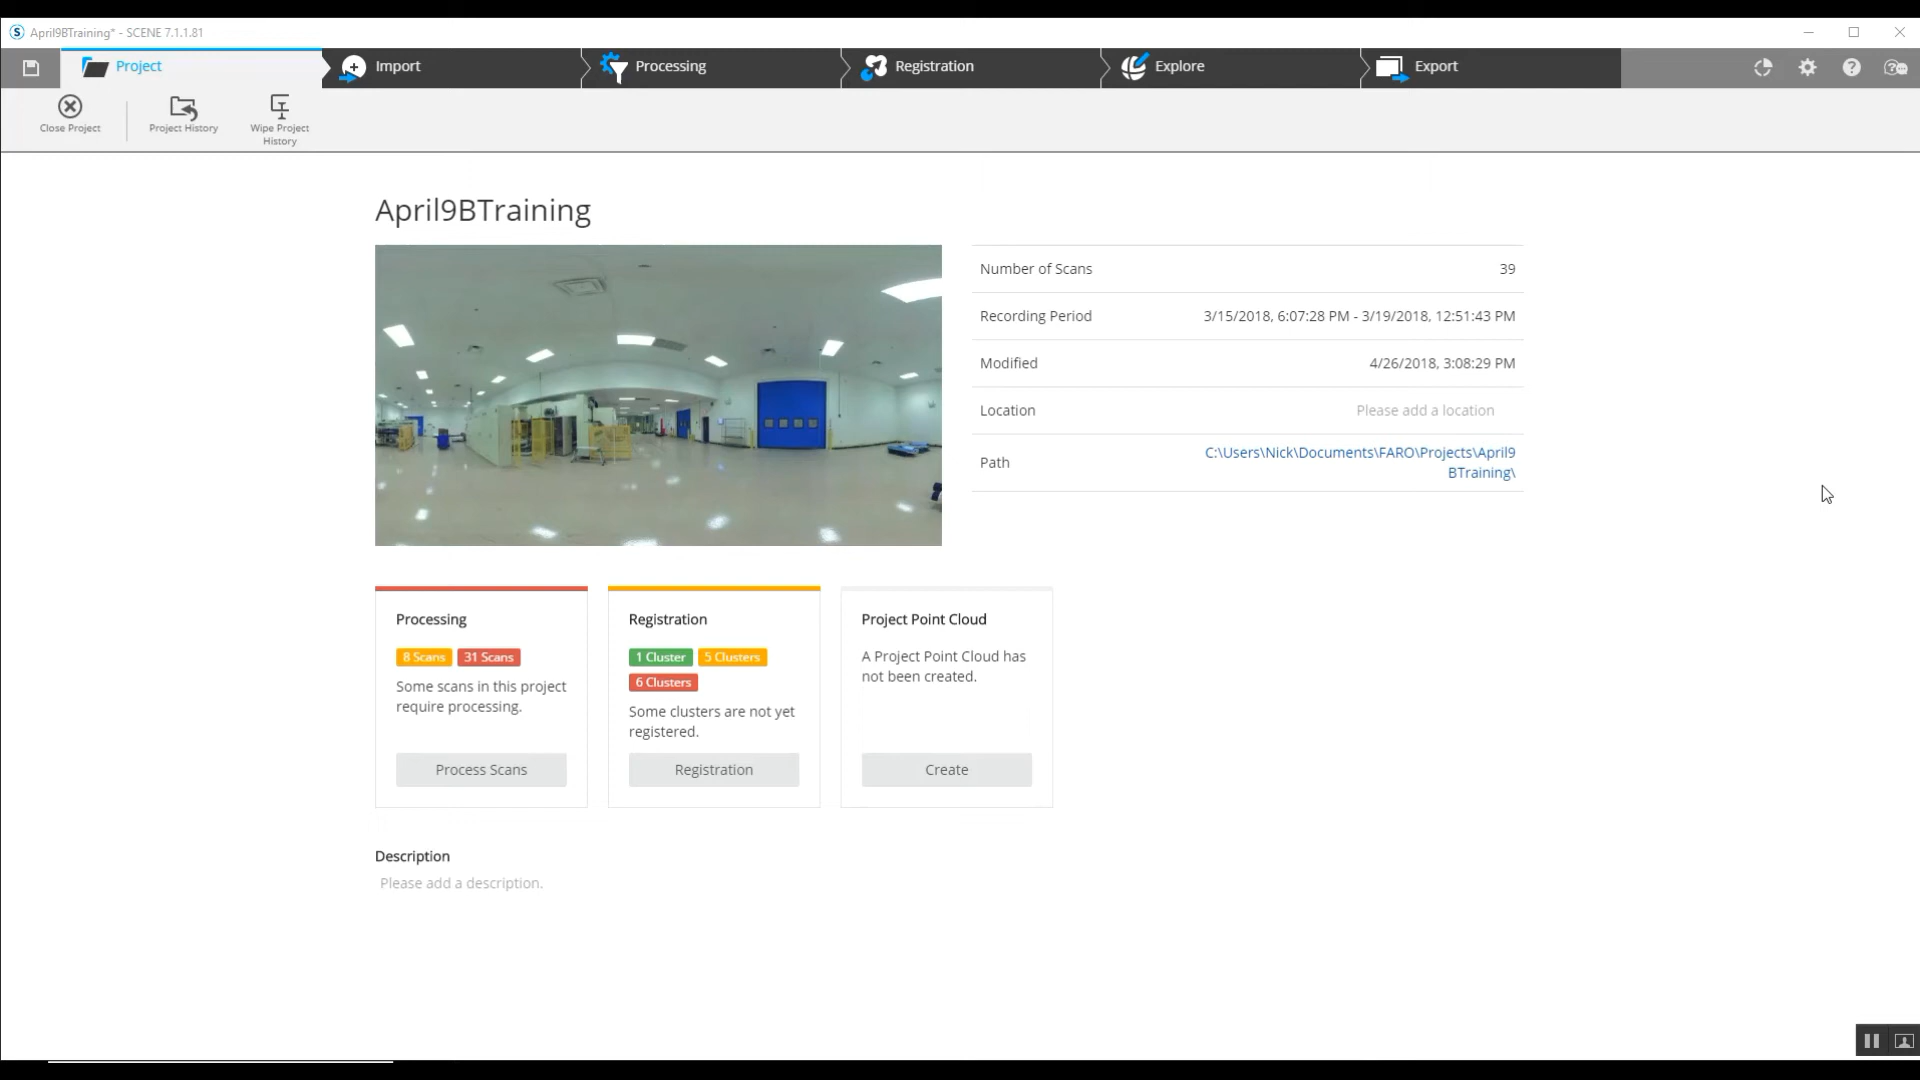 April9BTraining* - SCENE 7.1.1.81
Project
Import
Processing
Registration
Explore
Export
Close Project
Project History
Wipe Project
History
April9BTraining
Number of Scans 39
Recording Period 3/15/2018, 6:07:28 PM - 3/19/2018, 12:51:43 PM
Modified 4/26/2018, 3:08:29 PM
Location Please add a location
Path C:\Users\Nick\Documents\FARO\Projects\April9
BTraining\
Processing
8 Scans 31 Scans
Some scans in this project
require processing.
Process Scans
Registration
1 Cluster 5 Clusters
6 Clusters
Some clusters are not yet
registered.
Registration
Project Point Cloud
A Project Point Cloud has
not been created.
Create
Description
Please add a description.